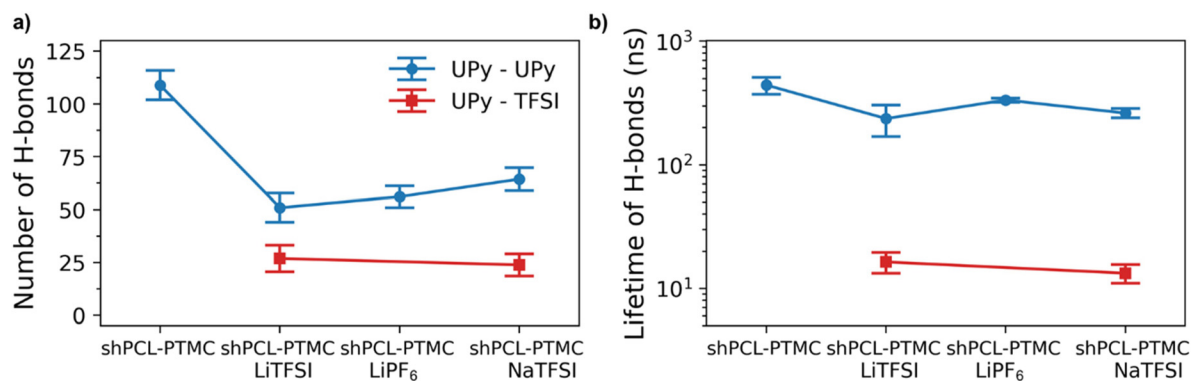 a)
Number of H-bonds
125
100
75
50
25
0
UPy - UPy
UPy - TFSI
shPCL-PTMC shPCL-PTMC shPCL-PTMC shPCL-PTMC
LiTFSI LiPF₆ NaTFSI
b)
Lifetime of H-bonds (ns)
10³
10²
10¹
shPCL-PTMC shPCL-PTMC shPCL-PTMC shPCL-PTMC
LiTFSI LiPF₆ NaTFSI